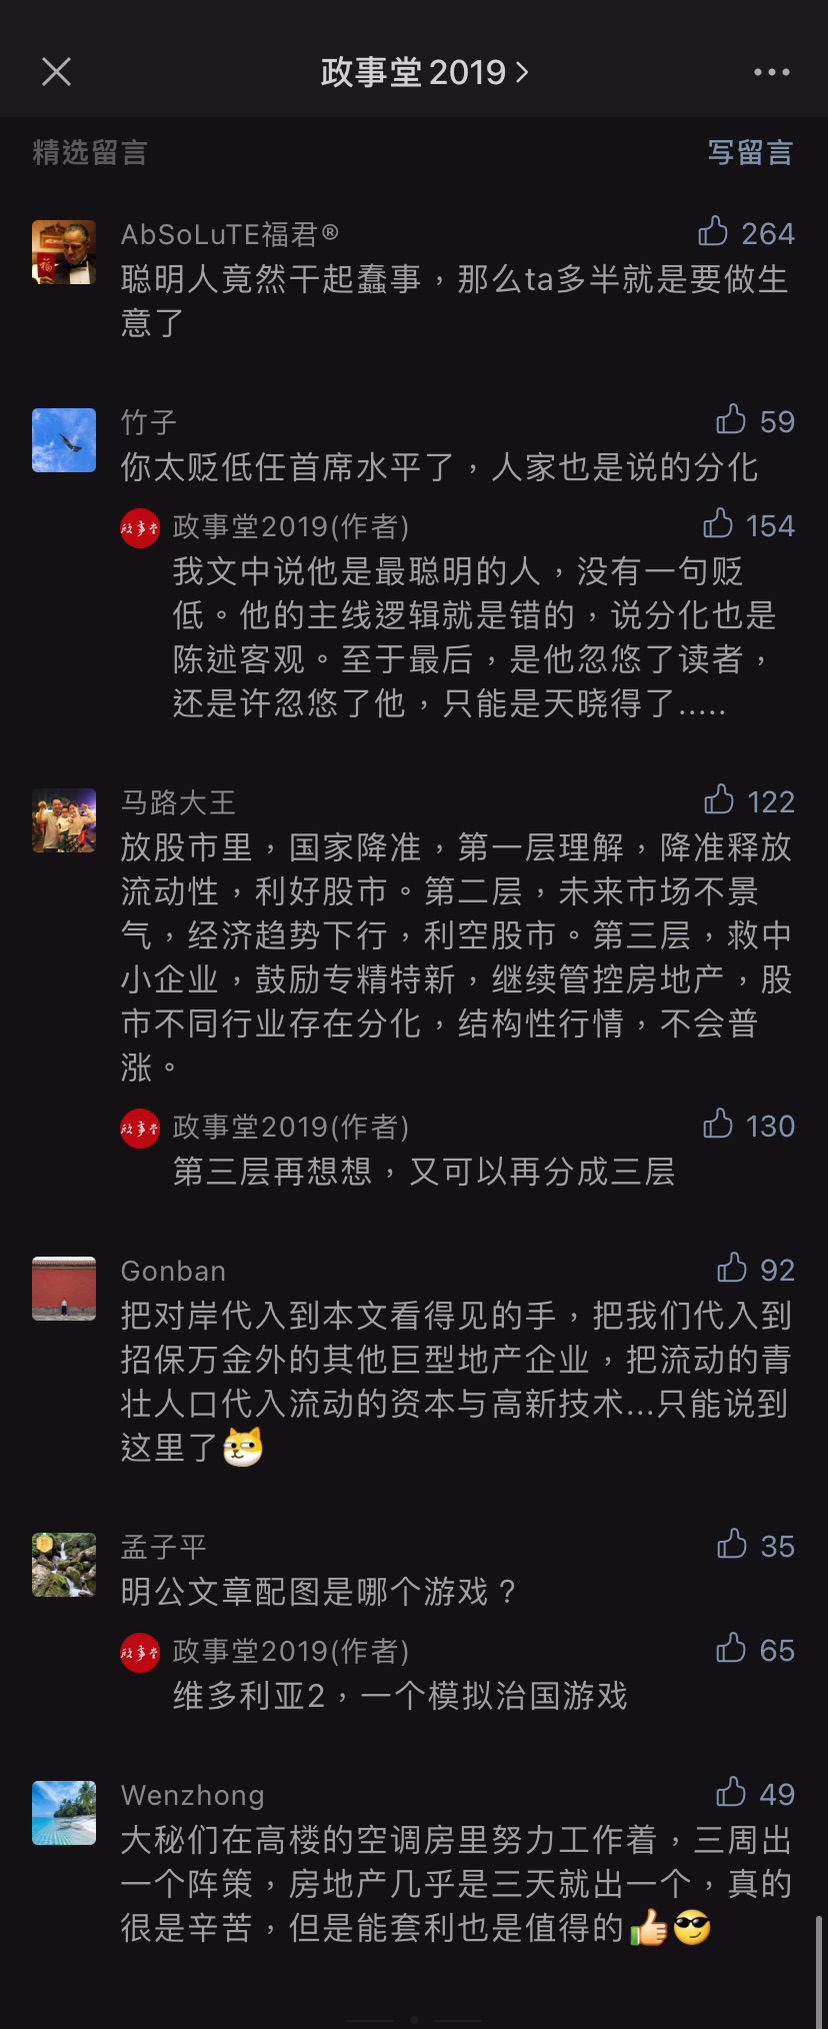 政事堂2019
精选留言
写留言
AbSoLuTE福君®
264
聪明人竟然干起蠢事，那么ta多半就是要做生
意了
竹子
59
你太贬低任首席水平了，人家也是说的分化
政事堂2019(作者)
154
我文中说他是最聪明的人，没有一句贬
低。他的主线逻辑就是错的，说分化也是
陈述客观。至于最后，是他忽悠了读者，
还是许忽悠了他，只能是天晓得了.....
马路大王
122
放股市里，国家降准，第一层理解，降准释放
流动性，利好股市。第二层，未来市场不景
气，经济趋势下行，利空股市。第三层，救中
小企业，鼓励专精特新，继续管控房地产，股
市不同行业存在分化，结构性行情，不会普
涨。
政事堂2019(作者)
130
第三层再想想，又可以再分成三层
Gonban
92
把对岸代入到本文看得见的手，把我们代入到
招保万金外的其他巨型地产企业，把流动的青
壮人口代入流动的资本与高新技术...只能说到
这里了
孟子平
35
明公文章配图是哪个游戏？
政事堂2019(作者)
65
维多利亚2，一个模拟治国游戏
Wenzhong
49
大秘们在高楼的空调房里努力工作着，三周出
一个阵策，房地产几乎是三天就出一个，真的
很是辛苦，但是能套利也是值得的👍😎